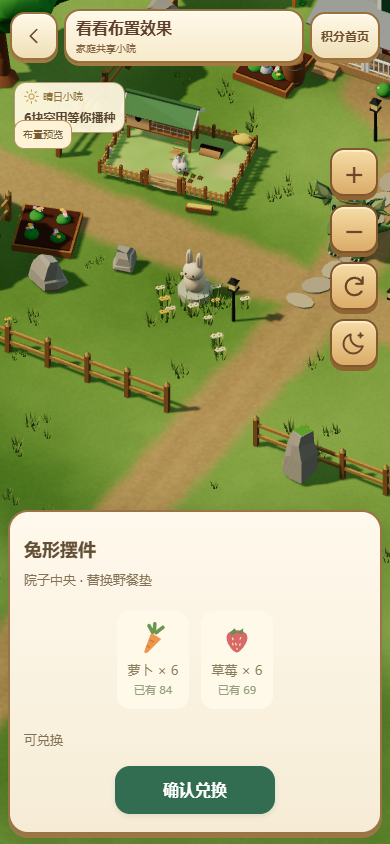 看看布置效果
家庭共享小院
积分首页
晴日小院
6块空田等你播种
布置预览
兔形摆件
院子中央 · 替换野餐垫
萝卜 × 6
已有 84
草莓 × 6
已有 69
可兑换
确认兑换